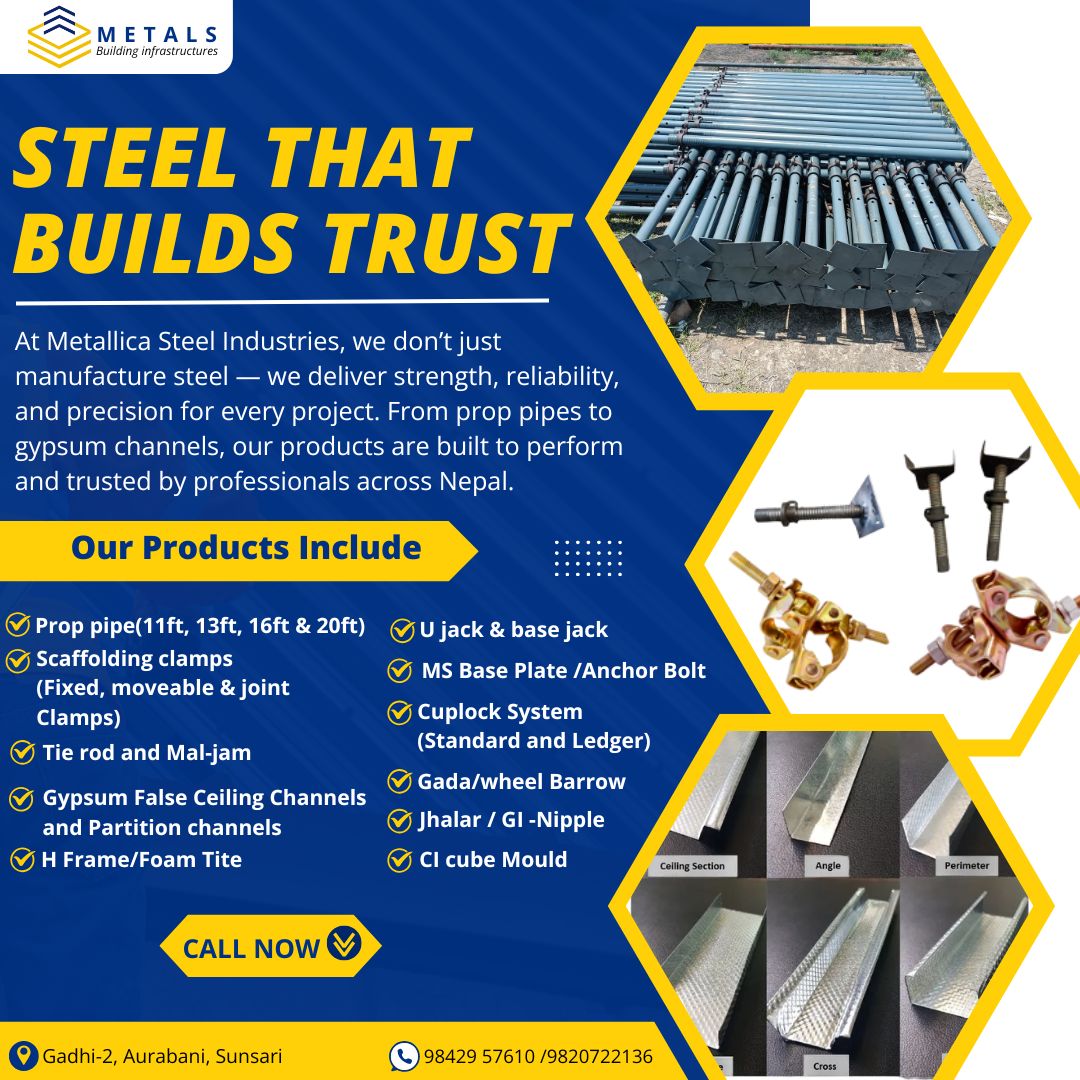 METALS
Building infrastructures
STEEL THAT
BUILDS TRUST
At Metallica Steel Industries, we don’t just
manufacture steel — we deliver strength, reliability,
and precision for every project. From prop pipes to
gypsum channels, our products are built to perform
and trusted by professionals across Nepal.
Our Products Include
Prop pipe(11ft, 13ft, 16ft & 20ft)
Scaffolding clamps
(Fixed, moveable & joint
Clamps)
Tie rod and Mal-jam
Gypsum False Ceiling Channels
and Partition channels
H Frame/Foam Tite
U jack & base jack
MS Base Plate /Anchor Bolt
Cuplock System
(Standard and Ledger)
Gada/wheel Barrow
Jhalar / GI -Nipple
CI cube Mould
Ceiling Section
Angle
Perimeter
Cross
CALL NOW
Gadhi-2, Aurabani, Sunsari
98429 57610 /9820722136